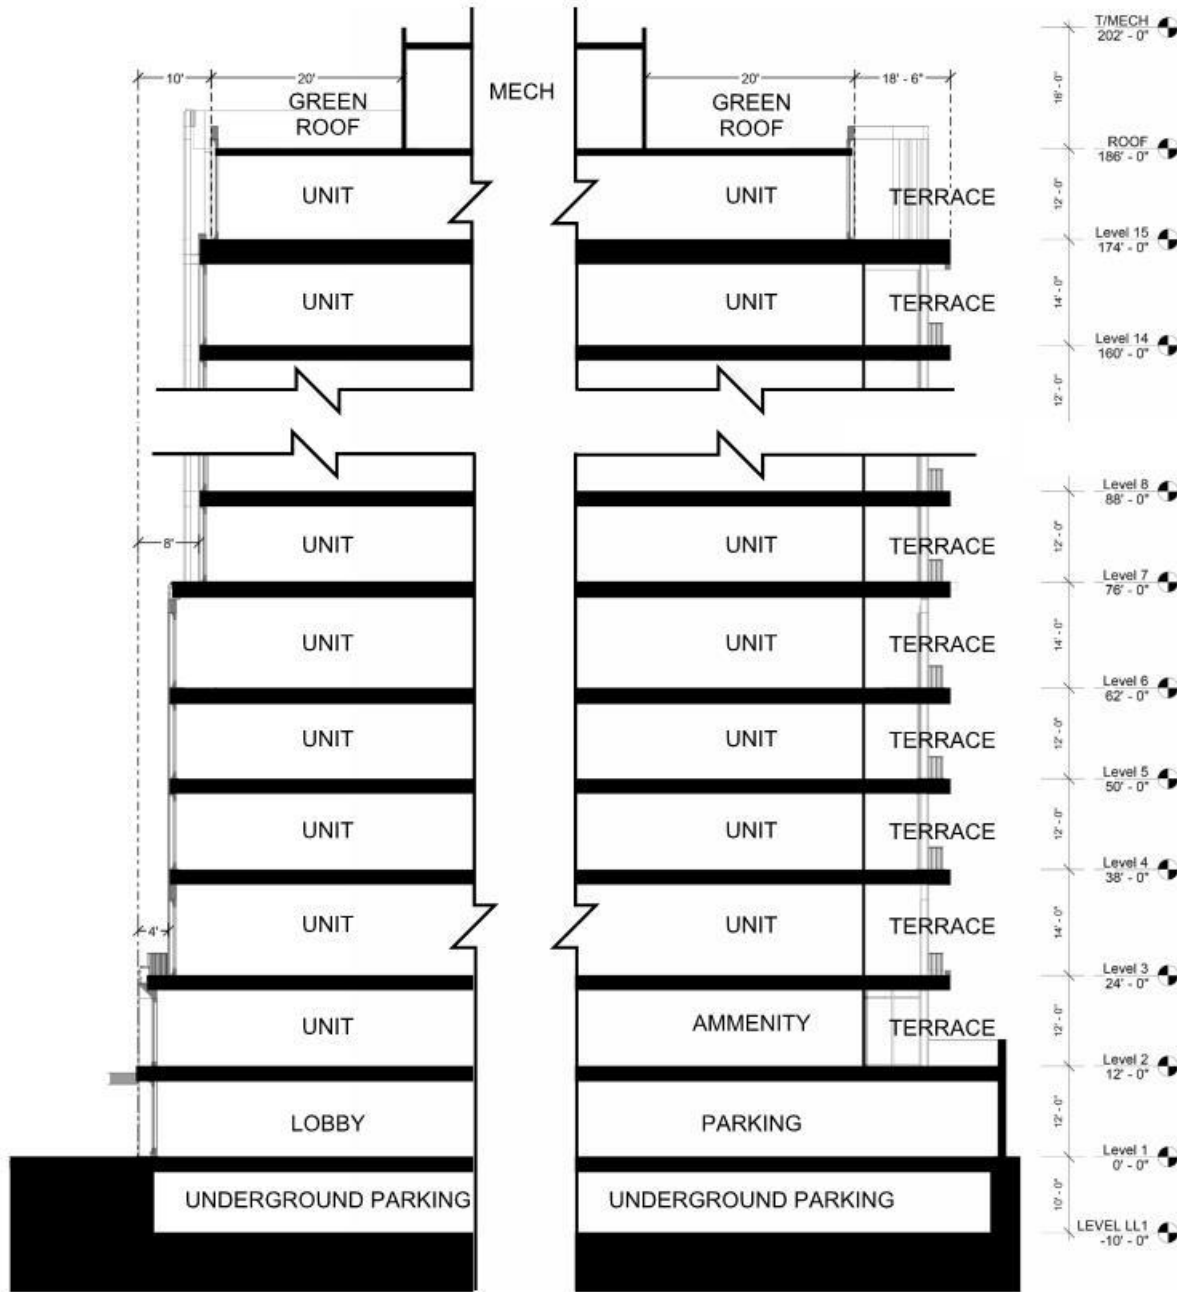 T/MECH
202' - 0"
10'
20'
20'
18' - 6"
MECH
GREEN
ROOF
GREEN
ROOF
16' - 0"
ROOF
186' - 0"
UNIT
UNIT
TERRACE
12' - 0"
Level 15
174' - 0"
UNIT
UNIT
TERRACE
14' - 0"
Level 14
160' - 0"
12' - 0"
Level 8
88' - 0"
8'
UNIT
UNIT
TERRACE
12' - 0"
Level 7
76' - 0"
UNIT
UNIT
TERRACE
14' - 0"
Level 6
62' - 0"
UNIT
UNIT
TERRACE
12' - 0"
Level 5
50' - 0"
UNIT
UNIT
TERRACE
12' - 0"
Level 4
38' - 0"
4'
UNIT
UNIT
TERRACE
14' - 0"
Level 3
24' - 0"
UNIT
AMMENITY
TERRACE
12' - 0"
Level 2
12' - 0"
LOBBY
PARKING
12' - 0"
Level 1
0' - 0"
UNDERGROUND PARKING
UNDERGROUND PARKING
10' - 0"
LEVEL LL1
-10' - 0"